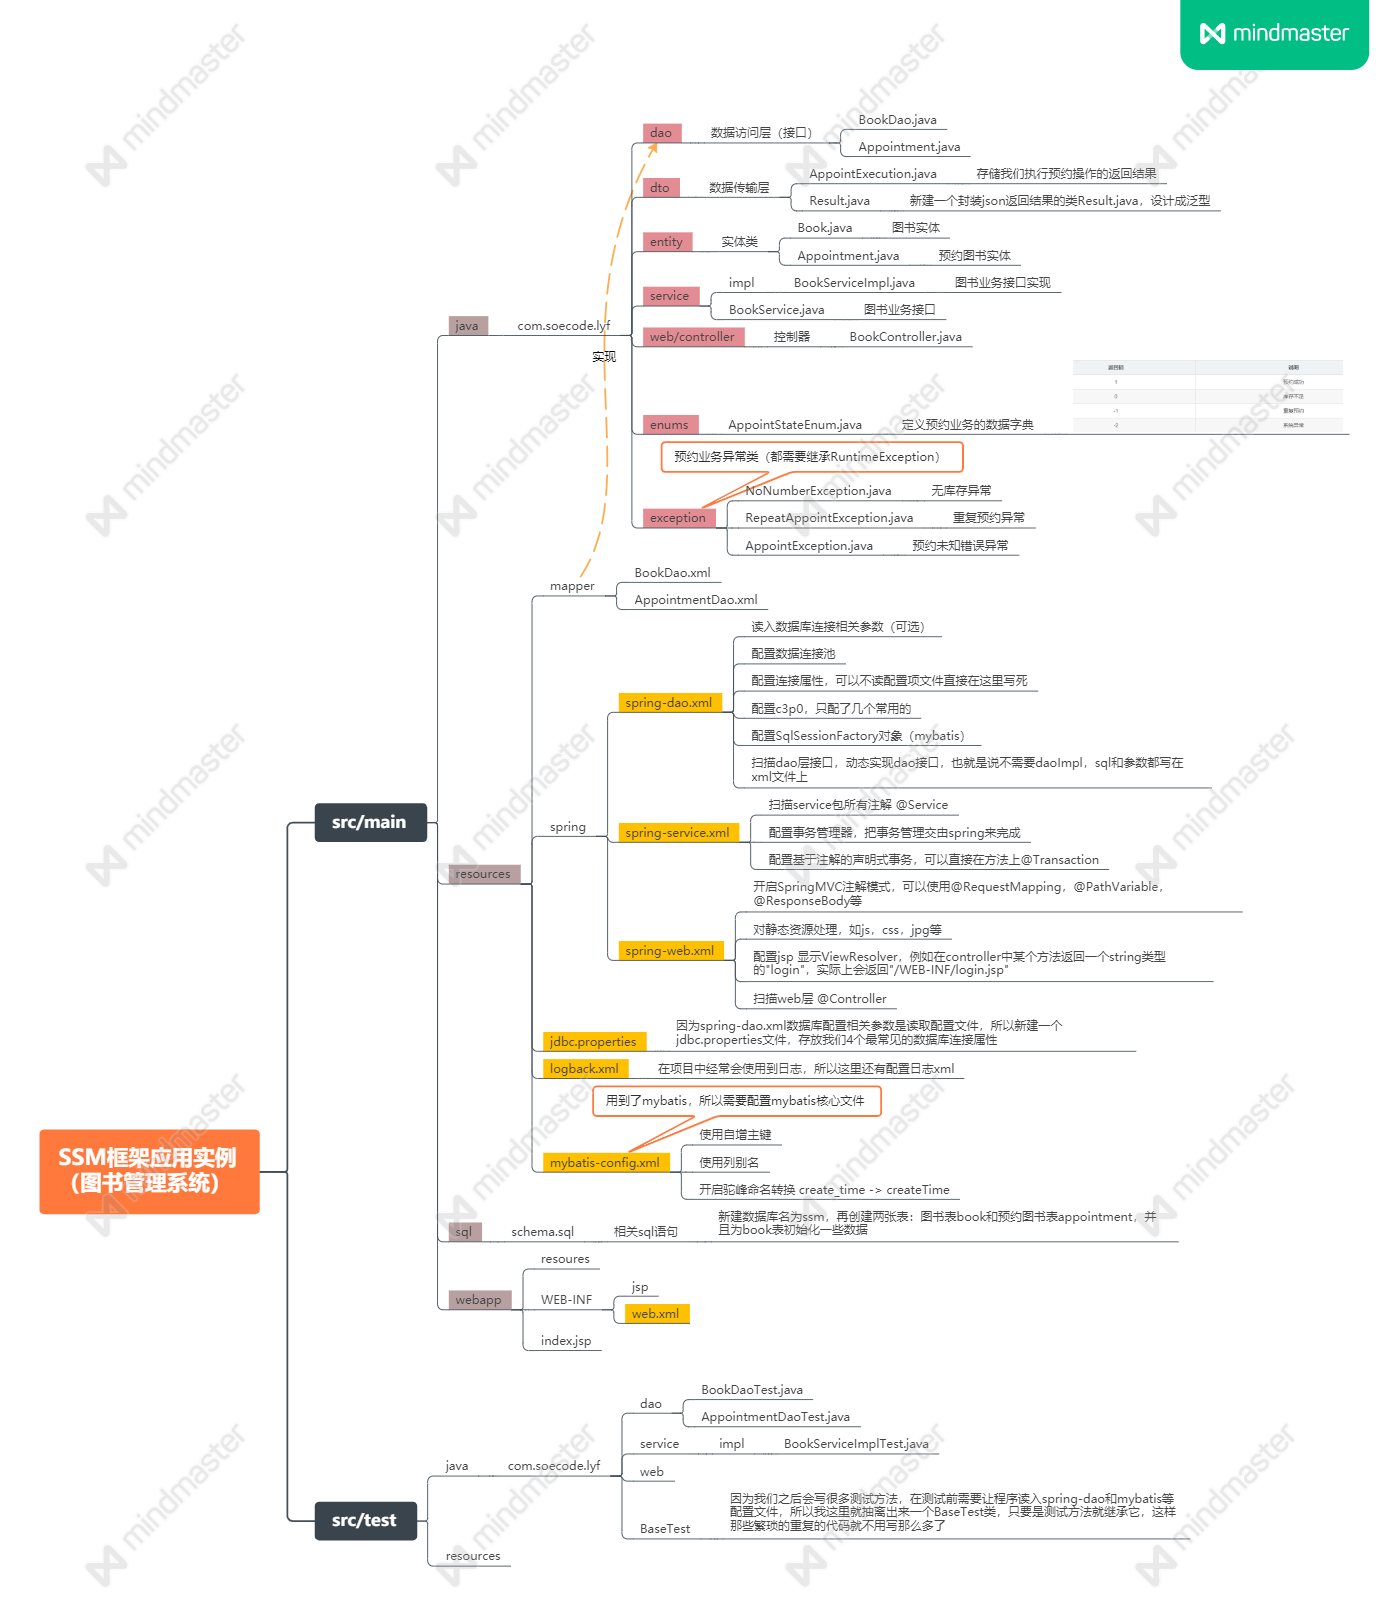 mindmaster
SSM框架应用实例
（图书管理系统）
src/main
java
com.soecode.lyf
dao
数据访问层（接口）
BookDao.java
Appointment.java
dto
数据传输层
AppointExecution.java
存储我们执行预约操作的返回结果
Result.java
新建一个封装json返回结果的类Result.java，设计成泛型
entity
实体类
Book.java
图书实体
Appointment.java
预约图书实体
service
impl
BookServiceImpl.java
图书业务接口实现
BookService.java
图书业务接口
web/controller
控制器
BookController.java
实现
enums
AppointStateEnum.java
定义预约业务的数据字典
返回码
说明
1
预约成功
0
库存不足
-1
重复预约
-2
系统异常
预约业务异常类（都需要继承RuntimeException）
exception
NoNumberException.java
无库存异常
RepeatAppointException.java
重复预约异常
AppointException.java
预约未知错误异常
resources
mapper
BookDao.xml
AppointmentDao.xml
spring
spring-dao.xml
读入数据库连接相关参数（可选）
配置数据连接池
配置连接属性，可以不读配置项文件直接在这里写死
配置c3p0，只配了几个常用的
配置SqlSessionFactory对象（mybatis）
扫描dao层接口，动态实现dao接口，也就是说不需要daoImpl，sql和参数都写在
xml文件上
spring-service.xml
扫描service包所有注解 @Service
配置事务管理器，把事务管理交由spring来完成
配置基于注解的声明式事务，可以直接在方法上@Transaction
spring-web.xml
开启SpringMVC注解模式，可以使用@RequestMapping，@PathVariable，
@ResponseBody等
对静态资源处理，如js，css，jpg等
配置jsp 显示ViewResolver，例如在controller中某个方法返回一个string类型
的"login"，实际上会返回"/WEB-INF/login.jsp"
扫描web层 @Controller
jdbc.properties
因为spring-dao.xml数据库配置相关参数是读取配置文件，所以新建一个
jdbc.properties文件，存放我们4个最常见的数据库连接属性
logback.xml
在项目中经常会使用到日志，所以这里还有配置日志xml
用到了mybatis，所以需要配置mybatis核心文件
mybatis-config.xml
使用自增主键
使用列别名
开启驼峰命名转换 create_time -> createTime
sql
schema.sql
相关sql语句
新建数据库名为ssm，再创建两张表：图书表book和预约图书表appointment，并
且为book表初始化一些数据
webapp
resoures
WEB-INF
jsp
web.xml
index.jsp
src/test
java
com.soecode.lyf
dao
BookDaoTest.java
AppointmentDaoTest.java
service
impl
BookServiceImplTest.java
web
BaseTest
因为我们之后会写很多测试方法，在测试前需要让程序读入spring-dao和mybatis等
配置文件，所以我这里就抽离出来一个BaseTest类，只要是测试方法就继承它，这样
那些繁琐的重复的代码就不用写那么多了
resources